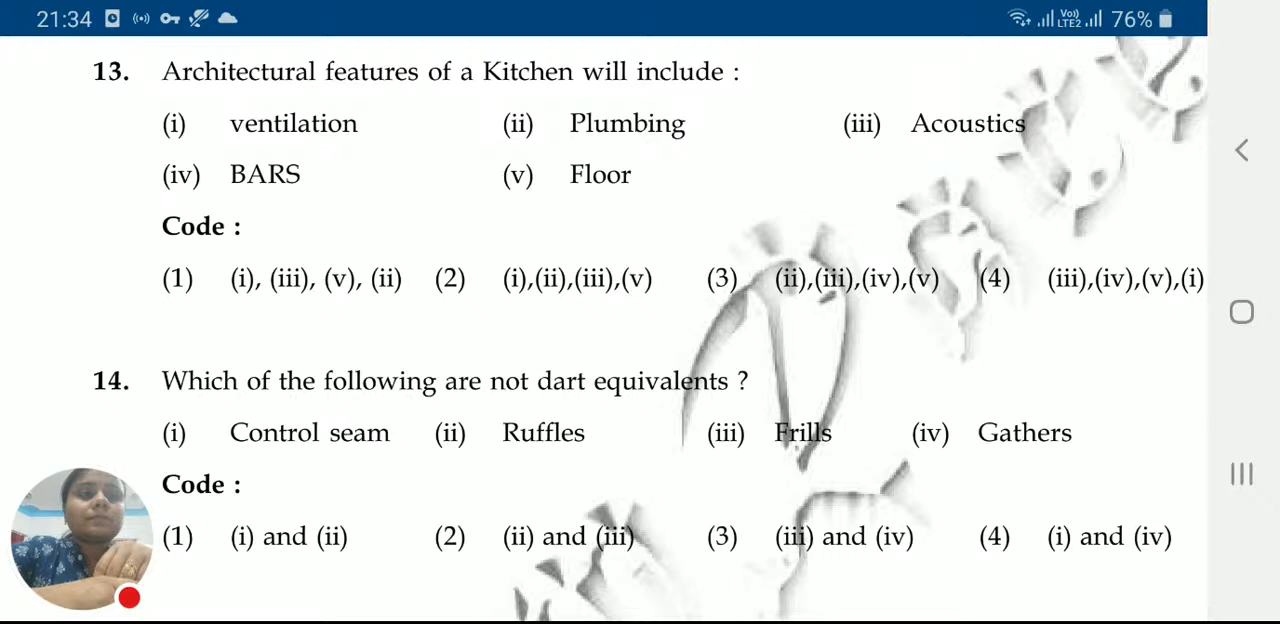 21:34 Vo)) LTE2 76%
13. Architectural features of a Kitchen will include :
(i) ventilation (ii) Plumbing (iii) Acoustics
(iv) BARS (v) Floor
Code :
(1) (i), (iii), (v), (ii) (2) (i),(ii),(iii),(v) (3) (ii),(iii),(iv),(v) (4) (iii),(iv),(v),(i)
14. Which of the following are not dart equivalents ?
(i) Control seam (ii) Ruffles (iii) Frills (iv) Gathers
Code :
(1) (i) and (ii) (2) (ii) and (iii) (3) (iii) and (iv) (4) (i) and (iv)